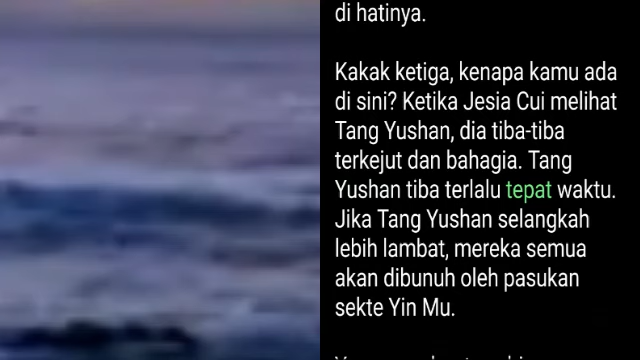 di hatinya.
Kakak ketiga, kenapa kamu ada
di sini? Ketika Jesia Cui melihat
Tang Yushan, dia tiba-tiba
terkejut dan bahagia. Tang
Yushan tiba terlalu tepat waktu.
Jika Tang Yushan selangkah
lebih lambat, mereka semua
akan dibunuh oleh pasukan
sekte Yin Mu.